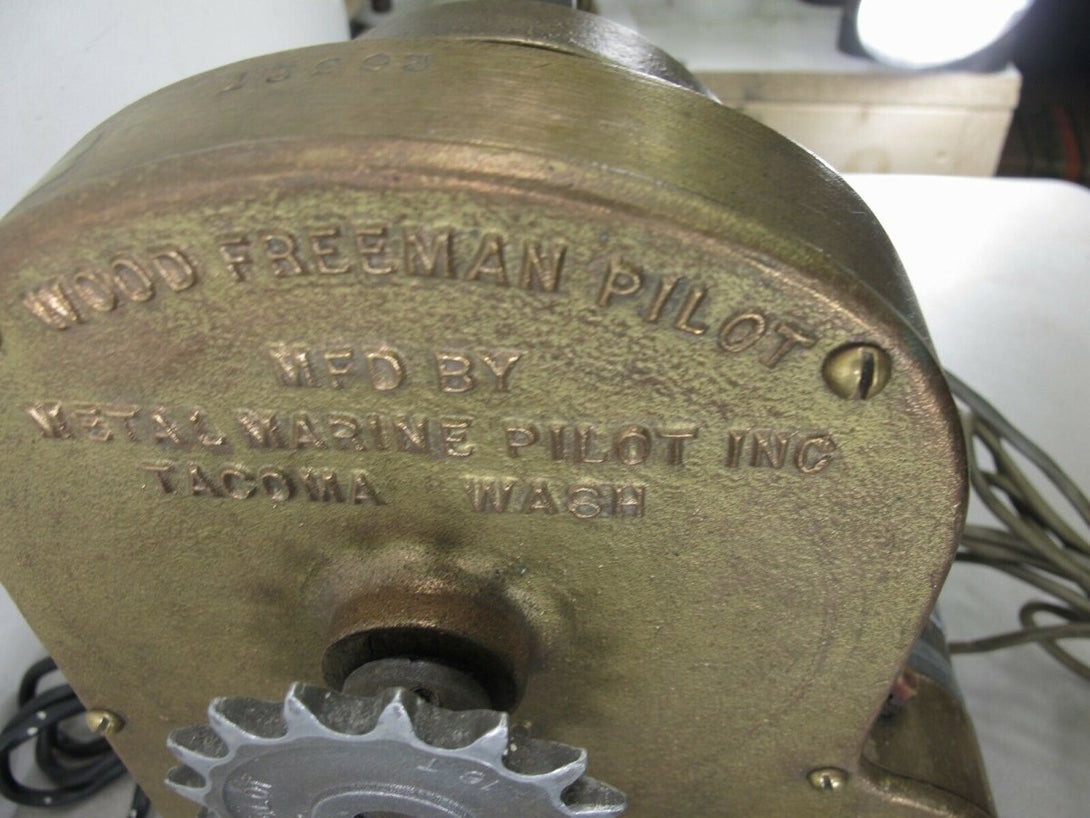 WOOD FREEMAN PILOT
MFD BY
METAL MARINE PILOT INC
TACOMA WASH